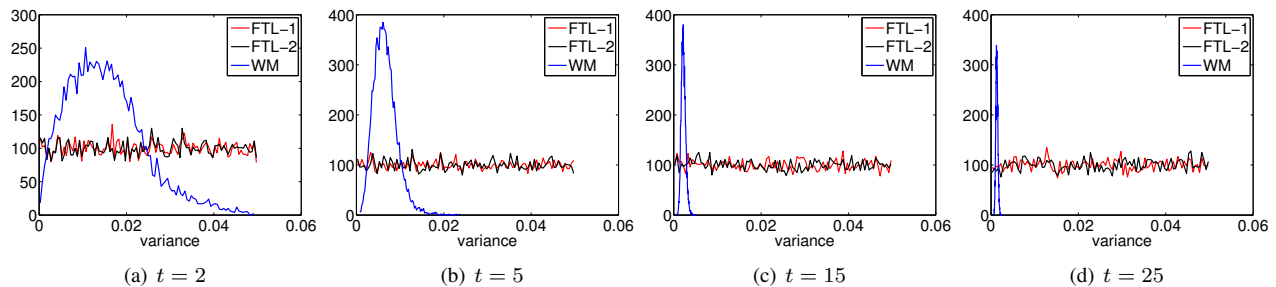 300
250
200
150
100
50
0
0
0.02
0.04
0.06
variance
FTL-1
FTL-2
WM
(a) t = 2
400
300
200
100
0
0
0.02
0.04
0.06
variance
FTL-1
FTL-2
WM
(b) t = 5
400
300
200
100
0
0
0.02
0.04
0.06
variance
FTL-1
FTL-2
WM
(c) t = 15
400
300
200
100
0
0
0.02
0.04
0.06
variance
FTL-1
FTL-2
WM
(d) t = 25